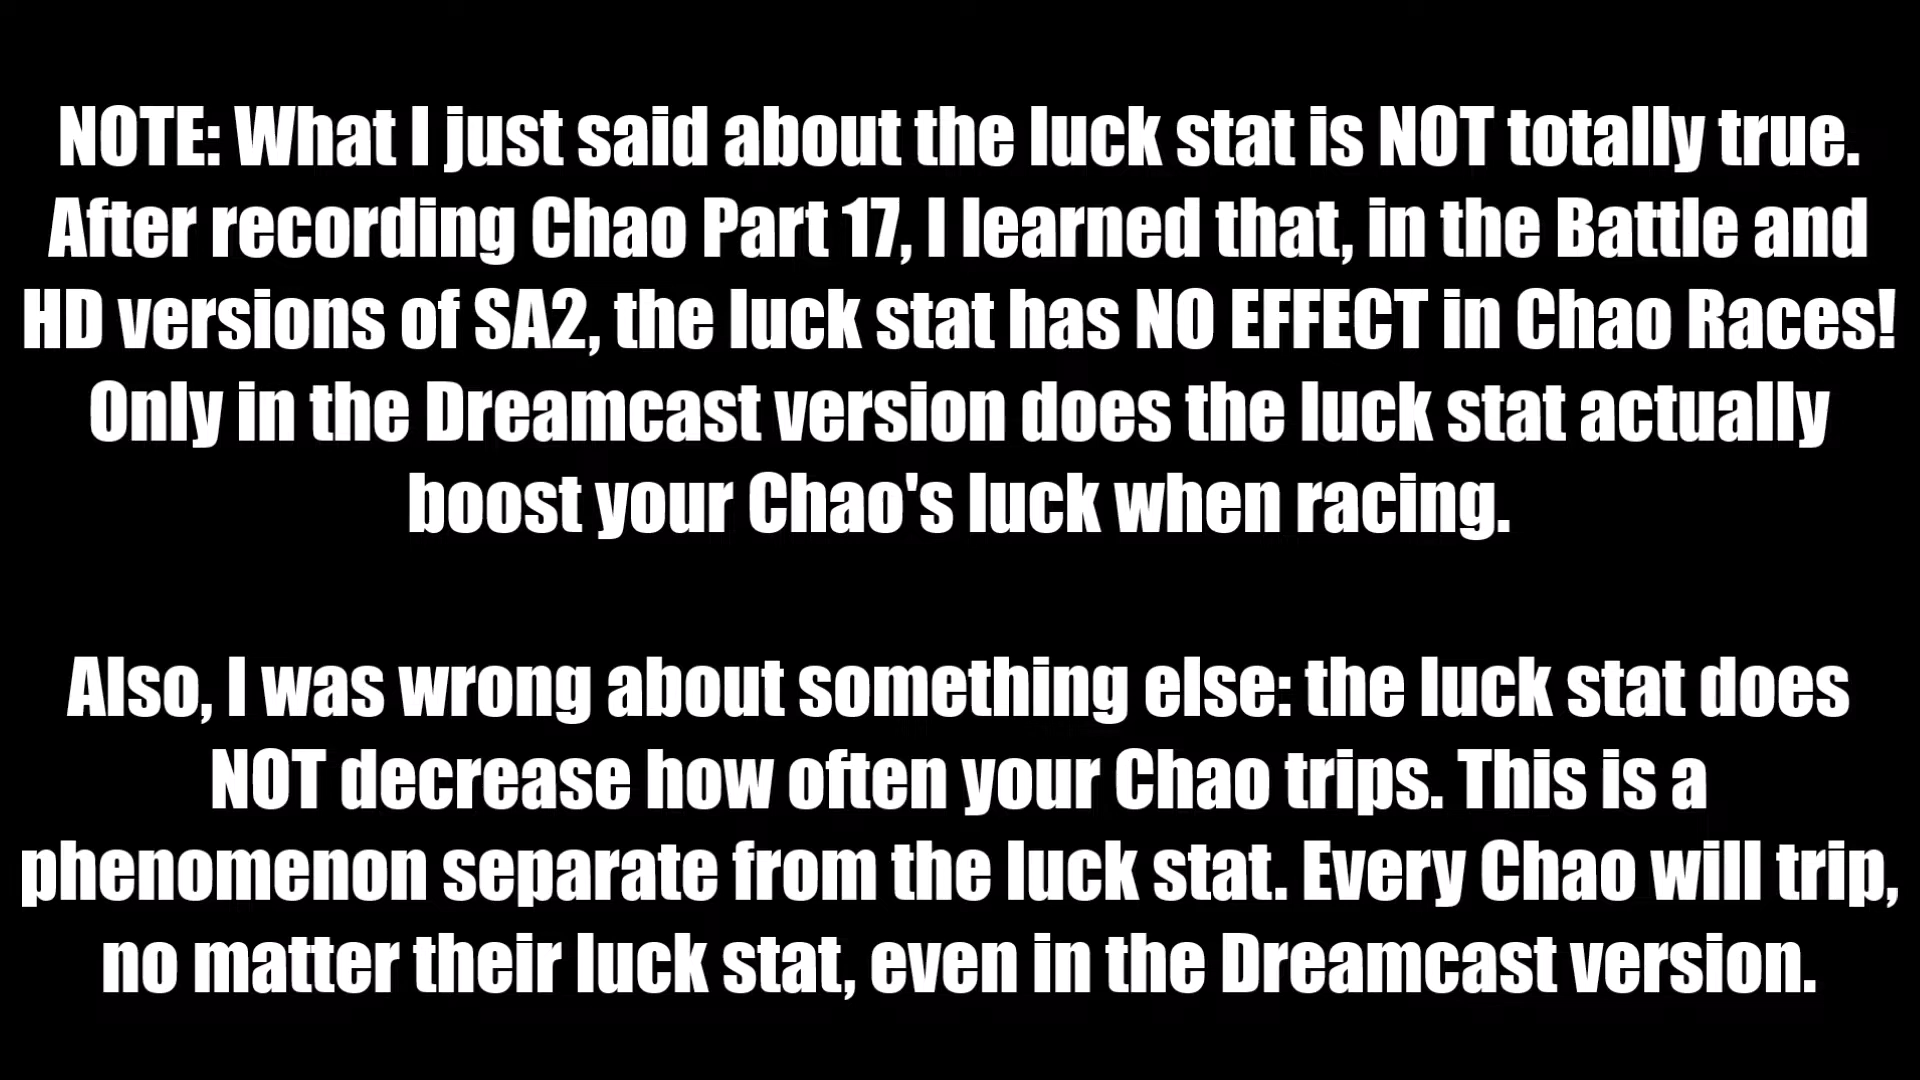 NOTE: What I just said about the luck stat is NOT totally true.
After recording Chao Part 17, I learned that, in the Battle and
HD versions of SA2, the luck stat has NO EFFECT in Chao Races!
Only in the Dreamcast version does the luck stat actually
boost your Chao's luck when racing.
Also, I was wrong about something else: the luck stat does
NOT decrease how often your Chao trips. This is a
phenomenon separate from the luck stat. Every Chao will trip,
no matter their luck stat, even in the Dreamcast version.